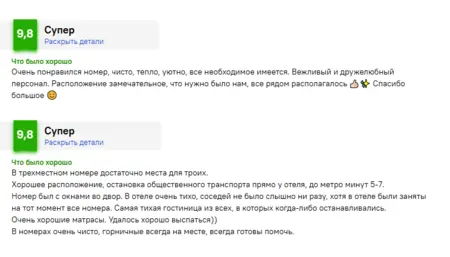 9,8
Супер
Раскрыть детали
Что было хорошо
Очень понравился номер, чисто, тепло, уютно, все необходимое имеется. Вежливый и дружелюбный
персонал. Расположение замечательное, что нужно было нам, все рядом располагалось 👍🏻 ✨ Спасибо
большое 😊
9,8
Супер
Раскрыть детали
Что было хорошо
В трехместном номере достаточно места для троих.
Хорошее расположение, остановка общественного транспорта прямо у отеля, до метро минут 5-7.
Номер был с окнами во двор. В отеле очень тихо, соседей не было слышно ни разу, хотя в отеле были заняты
на тот момент все номера. Самая тихая гостиница из всех, в которых когда-либо останавливались.
Очень хорошие матрасы. Удалось хорошо выспаться))
В номерах очень чисто, горничные всегда на месте, всегда готовы помочь.